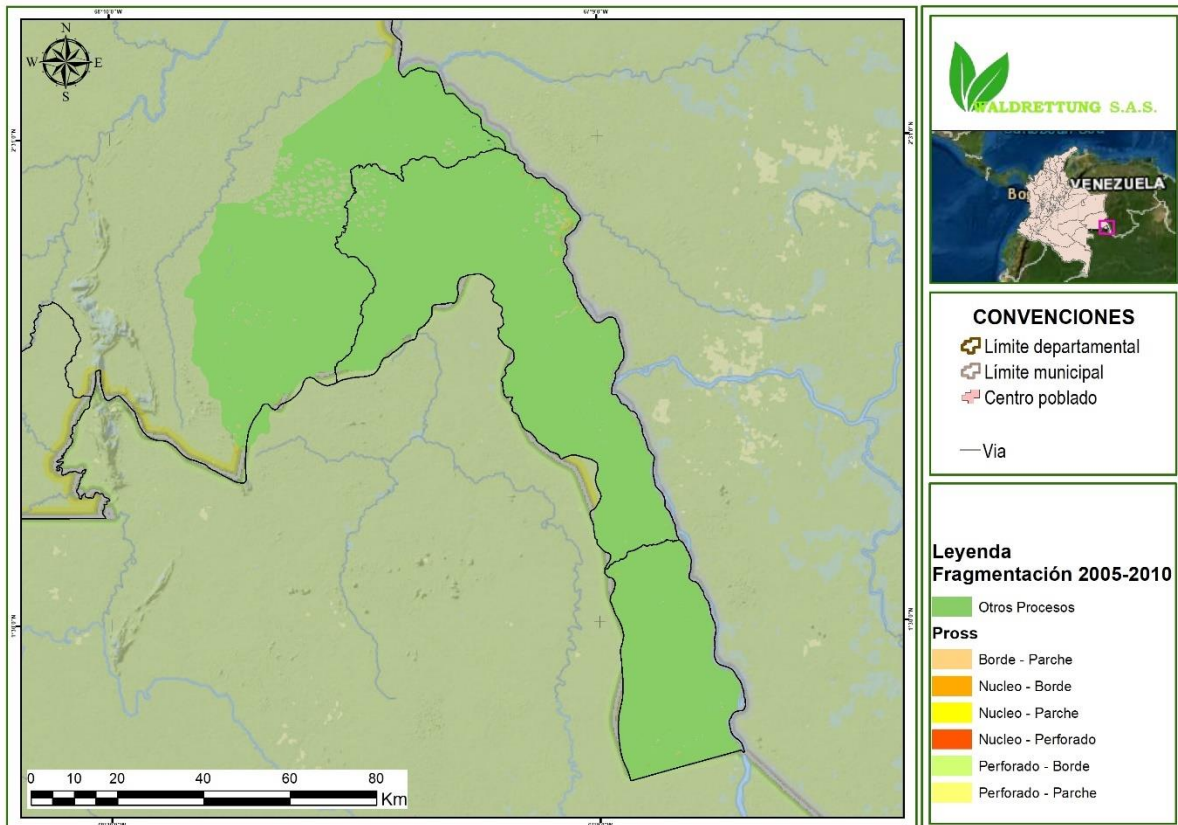 N
W E
S
0 10 20 40 60 80
Km
WALDRETTUNG S.A.S.
VENEZUELA
CONVENCIONES
Límite departamental
Límite municipal
Centro poblado
Via
Leyenda
Fragmentación 2005-2010
Otros Procesos
Pross
Borde - Parche
Nucleo - Borde
Nucleo - Parche
Nucleo - Perforado
Perforado - Borde
Perforado - Parche